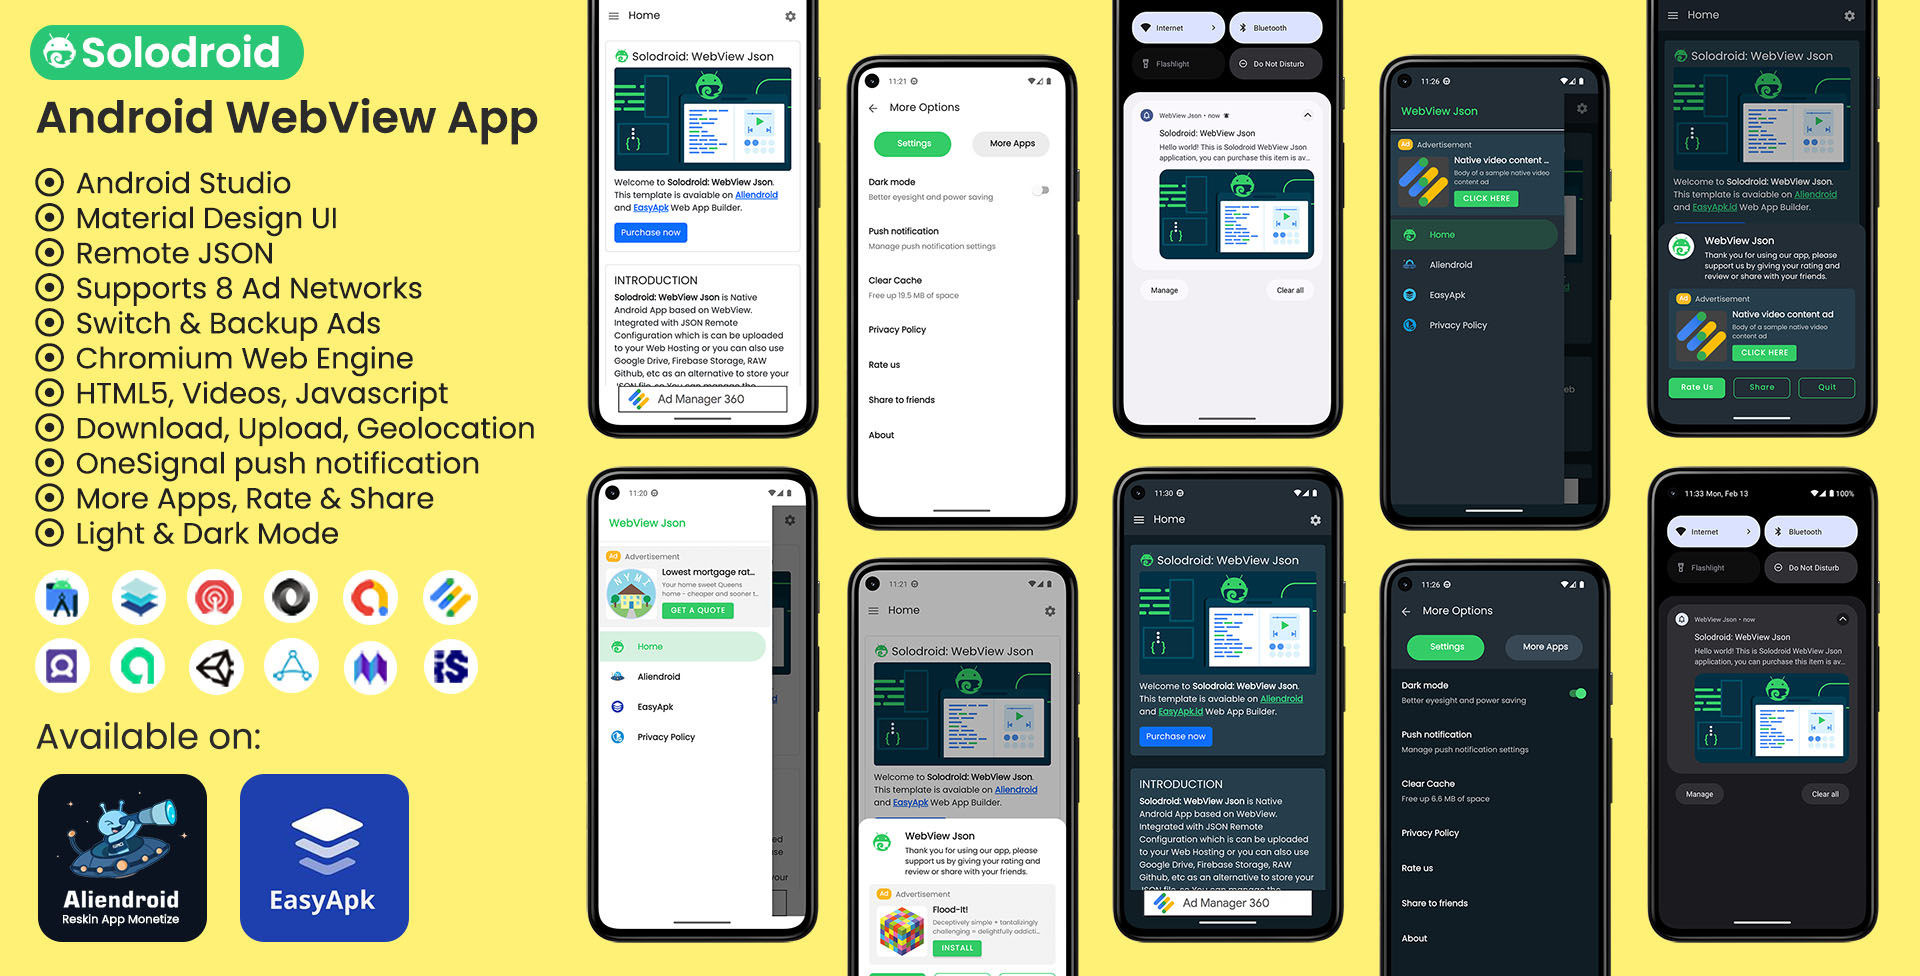 Solodroid
Android WebView App
Android Studio
Material Design UI
Remote JSON
Supports 8 Ad Networks
Switch & Backup Ads
Chromium Web Engine
HTML5, Videos, Javascript
Download, Upload, Geolocation
OneSignal push notification
More Apps, Rate & Share
Light & Dark Mode
Available on:
Aliendroid
Reskin App Monetize
EasyApk
Home
Solodroid: WebView Json
Welcome to Solodroid: WebView Json.
This template is avaiable on Aliendroid
and EasyApk Web App Builder.
Purchase now
INTRODUCTION
Solodroid: WebView Json is Native
Android App based on WebView.
Integrated with JSON Remote
Configuration which is can be uploaded
to your Web Hosting or you can also use
Google Drive, Firebase Storage, RAW
Github, etc as an alternative to store your
JSON file, so You can manage the
Ad Manager 360
11:20
WebView Json
Ad Advertisement
Lowest mortgage rat...
NYMI
Your home sweet Queens
home - cheaper and sooner t...
GET A QUOTE
Home
Aliendroid
EasyApk
Privacy Policy
11:21
More Options
Settings
More Apps
Dark mode
Better eyesight and power saving
Push notification
Manage push notification settings
Clear Cache
Free up 19.5 MB of space
Privacy Policy
Rate us
Share to friends
About
11:21
Home
Solodroid: WebView Json
Welcome to Solodroid: WebView Json.
This template is avaiable on Aliendroid
and EasyApk Web App Builder.
WebView Json
Thank you for using our app, please
support us by giving your rating and
review or share with your friends.
Ad Advertisement
Flood-It!
Deceptively simple + tantalizingly
challenging = delightfully addicti...
INSTALL
Internet
Bluetooth
Flashlight
Do Not Disturb
WebView Json • now
Solodroid: WebView Json
Hello world! This is Solodroid WebView Json
application, you can purchase this item is av...
Manage
Clear all
11:30
Home
Solodroid: WebView Json
Welcome to Solodroid: WebView Json.
This template is avaiable on Aliendroid
and EasyApk.id Web App Builder.
Purchase now
INTRODUCTION
Solodroid: WebView Json is Native
Android App based on WebView.
Integrated with JSON Remote
Configuration which is can be uploaded
to your Web Hosting or you can also use
Google Drive, Firebase Storage, RAW
Github, etc as an alternative to store your
JSON file, so You can manage the
Ad Manager 360
11:26
WebView Json
Ad Advertisement
Native video content ...
Body of a sample native video
content ad
CLICK HERE
Home
Aliendroid
EasyApk
Privacy Policy
11:26
More Options
Settings
More Apps
Dark mode
Better eyesight and power saving
Push notification
Manage push notification settings
Clear Cache
Free up 6.6 MB of space
Privacy Policy
Rate us
Share to friends
About
Home
Solodroid: WebView Json
Welcome to Solodroid: WebView Json.
This template is avaiable on Aliendroid
and EasyApk.id Web App Builder.
WebView Json
Thank you for using our app, please
support us by giving your rating and
review or share with your friends.
Ad Advertisement
Native video content ad
Body of a sample native video
content ad
CLICK HERE
Rate Us
Share
Quit
11:33 Mon, Feb 13
100%
Internet
Bluetooth
Flashlight
Do Not Disturb
WebView Json • now
Solodroid: WebView Json
Hello world! This is Solodroid WebView Json
application, you can purchase this item is av...
Manage
Clear all